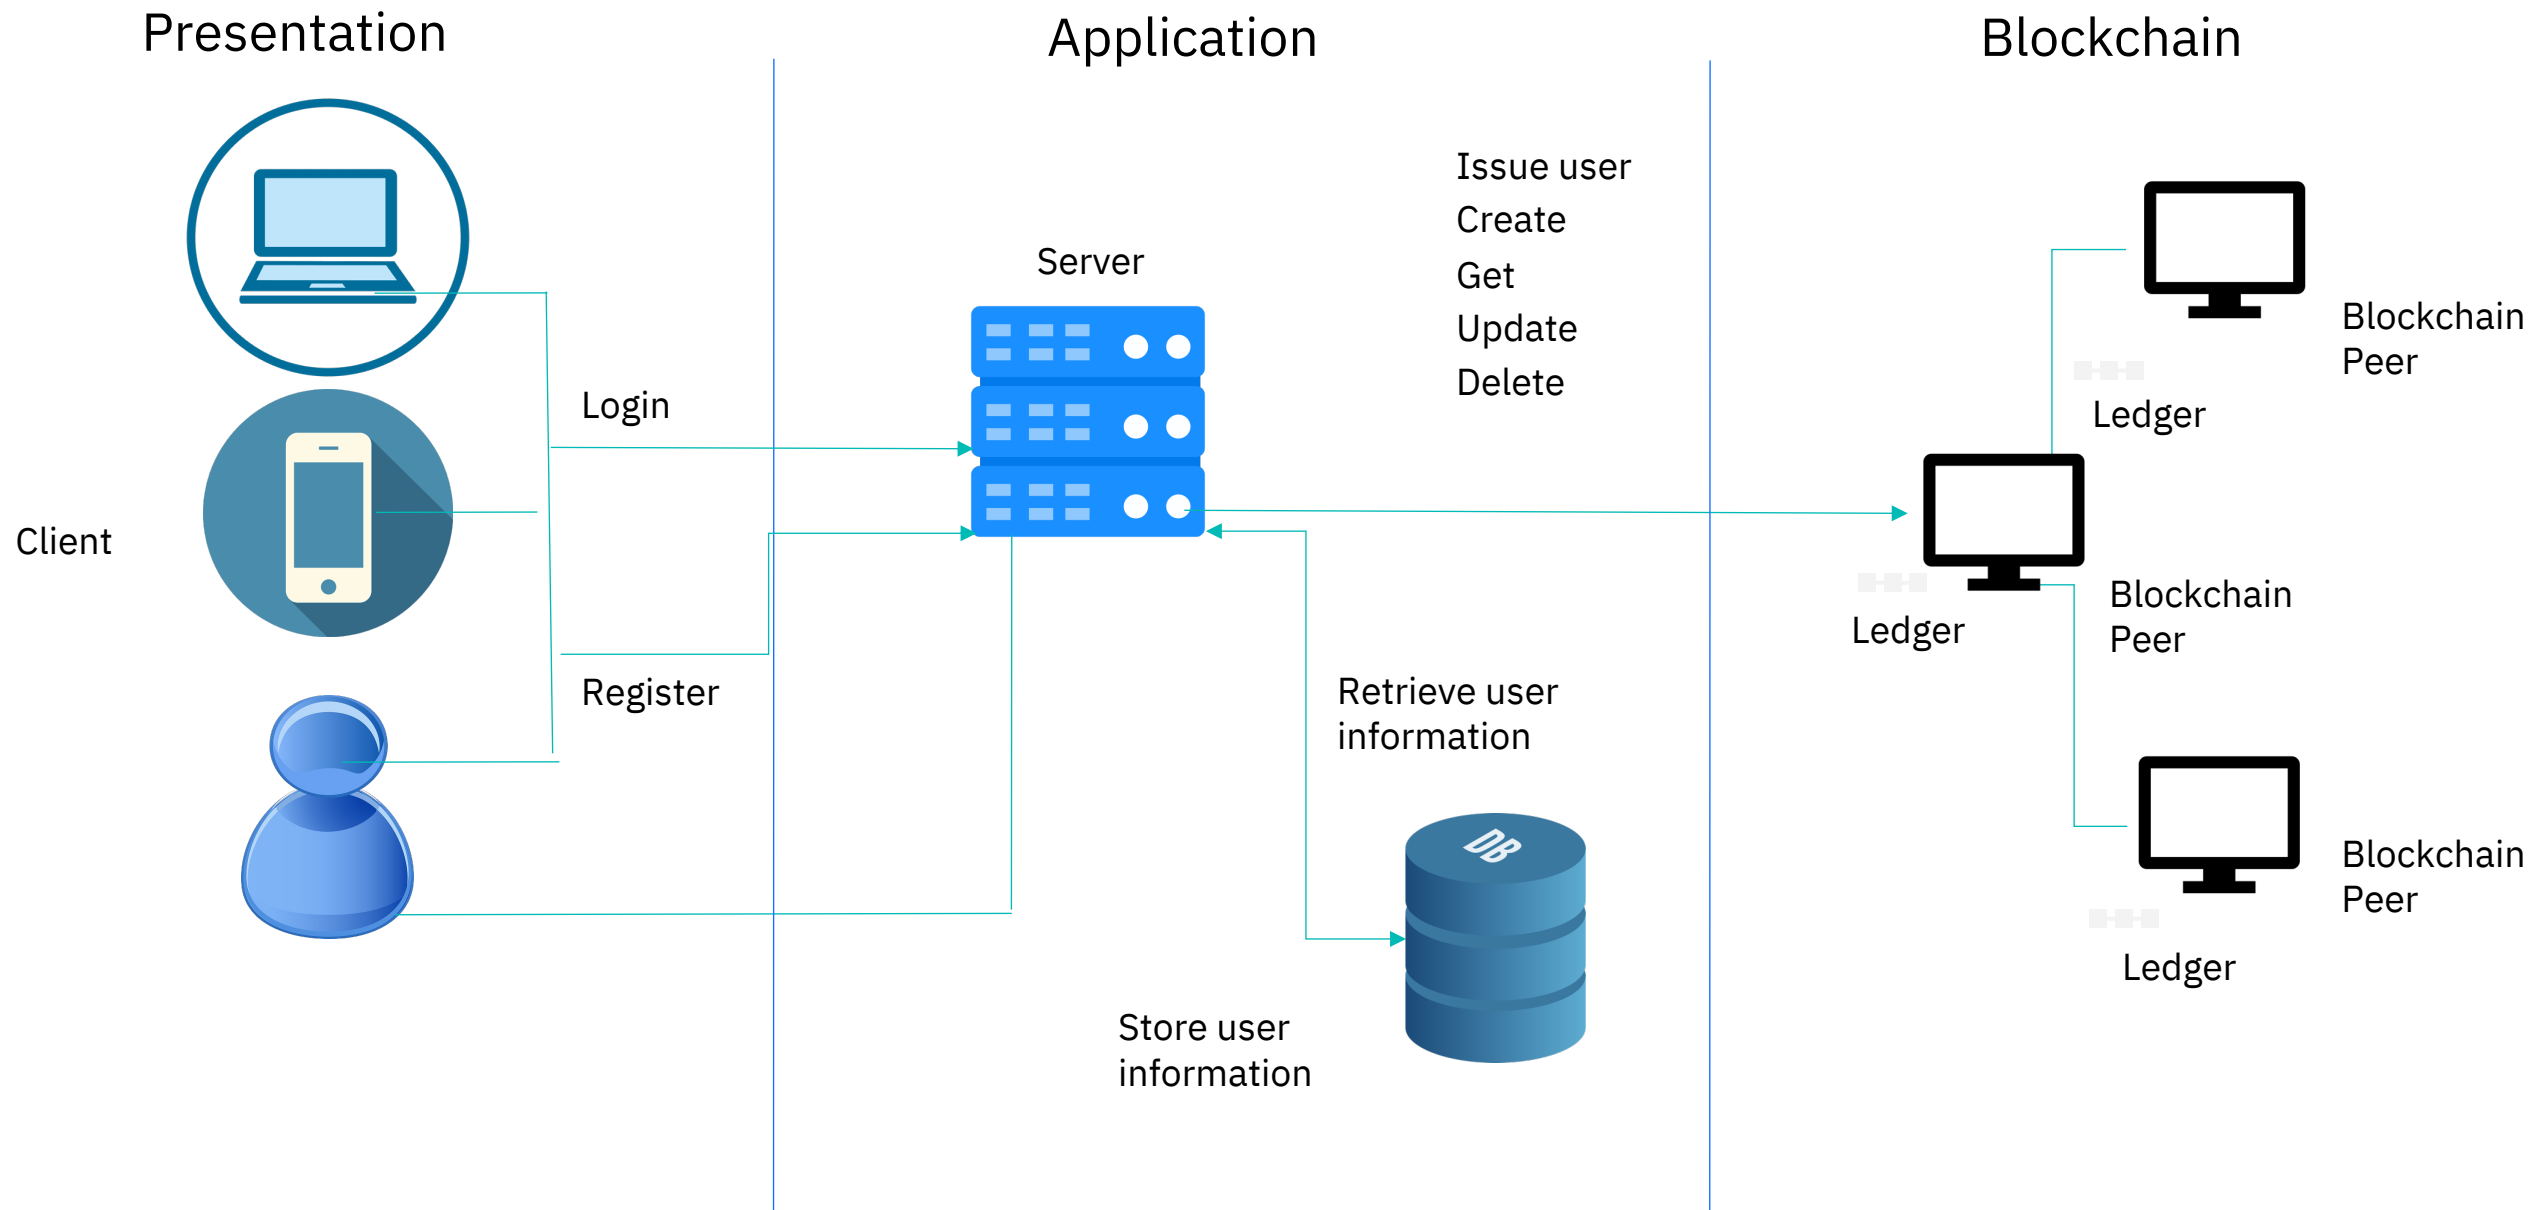 Presentation
Application
Blockchain
Issue user
Create
Get
Update
Delete
Server
Blockchain
Peer
Login
Ledger
Client
Blockchain
Peer
Ledger
Register
Retrieve user
information
DB
Blockchain
Peer
Ledger
Store user
information